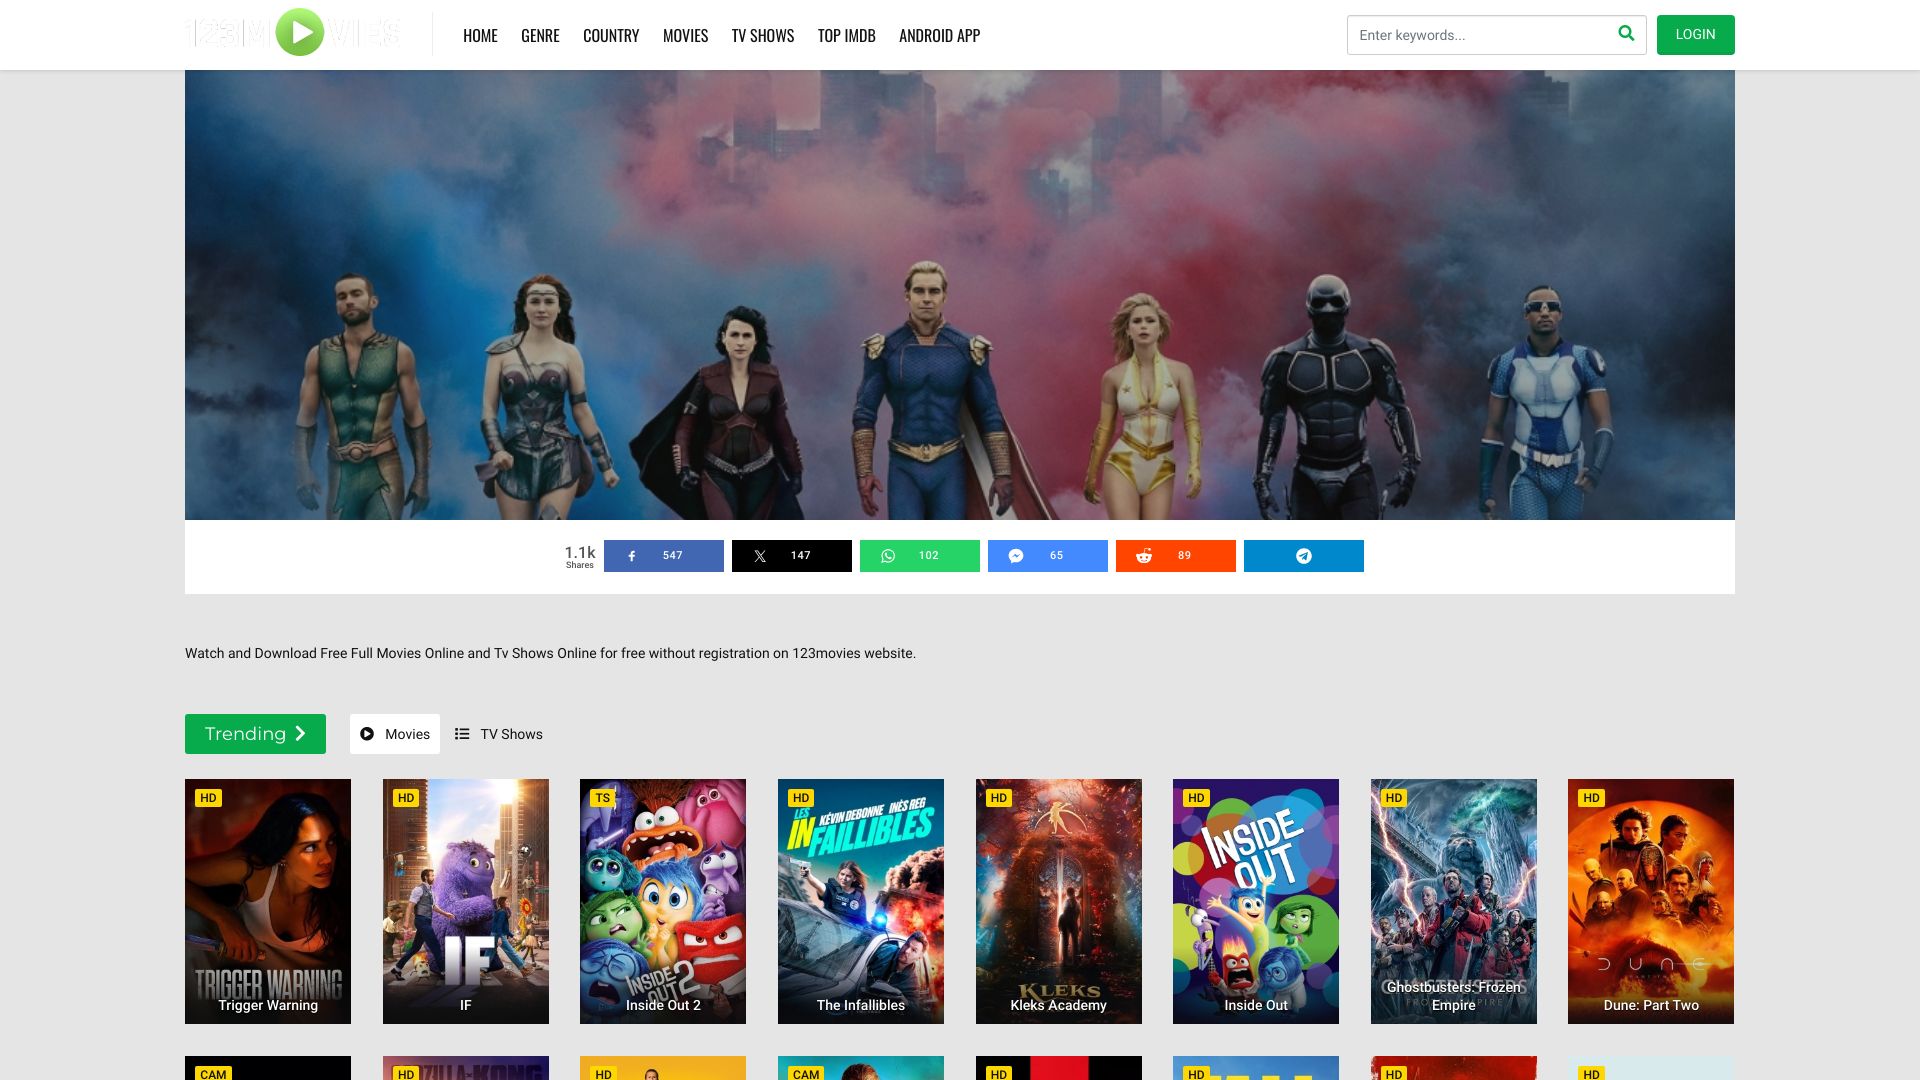 123MOVIES
HOME
GENRE
COUNTRY
MOVIES
TV SHOWS
TOP IMDB
ANDROID APP
Enter keywords...
LOGIN
1.1k
Shares
547
147
102
65
89
Watch and Download Free Full Movies Online and Tv Shows Online for free without registration on 123movies website.
Trending
Movies
TV Shows
HD
TRIGGER WARNING
Trigger Warning
HD
IF
IF
TS
INSIDE OUT 2
Inside Out 2
HD
KÉVIN DEBONNE INÈS REG
LES
INFAILLIBLES
The Infallibles
HD
KLEKS
Kleks Academy
HD
INSIDE
OUT
Inside Out
HD
Ghostbusters: Frozen
Empire
HD
DUNE
Dune: Part Two
CAM
HD
GODZILLA x KONG
HD
CAM
HD
HD
HD
HD